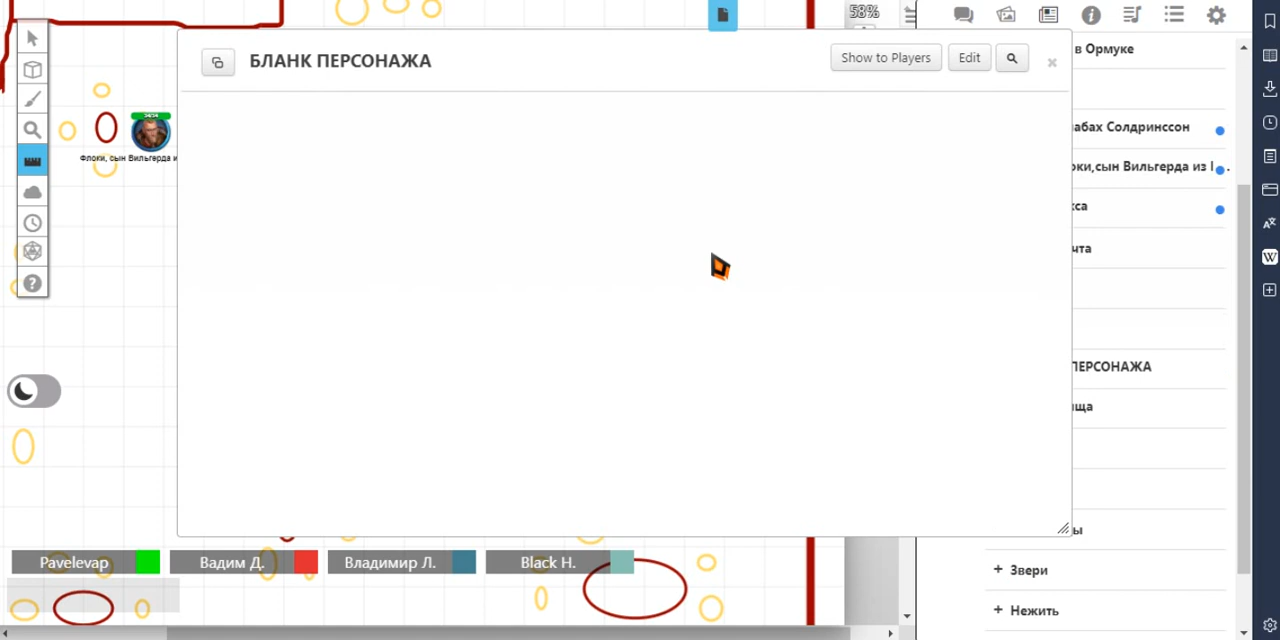 58%
в Ормуке
БЛАНК ПЕРСОНАЖА
Show to Players
Edit
абах Солдринссон
Флоки, сын Вильгерда и
оки,сын Вильгерда из
кса
чта
ПЕРСОНАЖА
ища
ы
Pavelevap
Вадим Д.
Владимир Л.
Black H.
+ Звери
+ Нежить